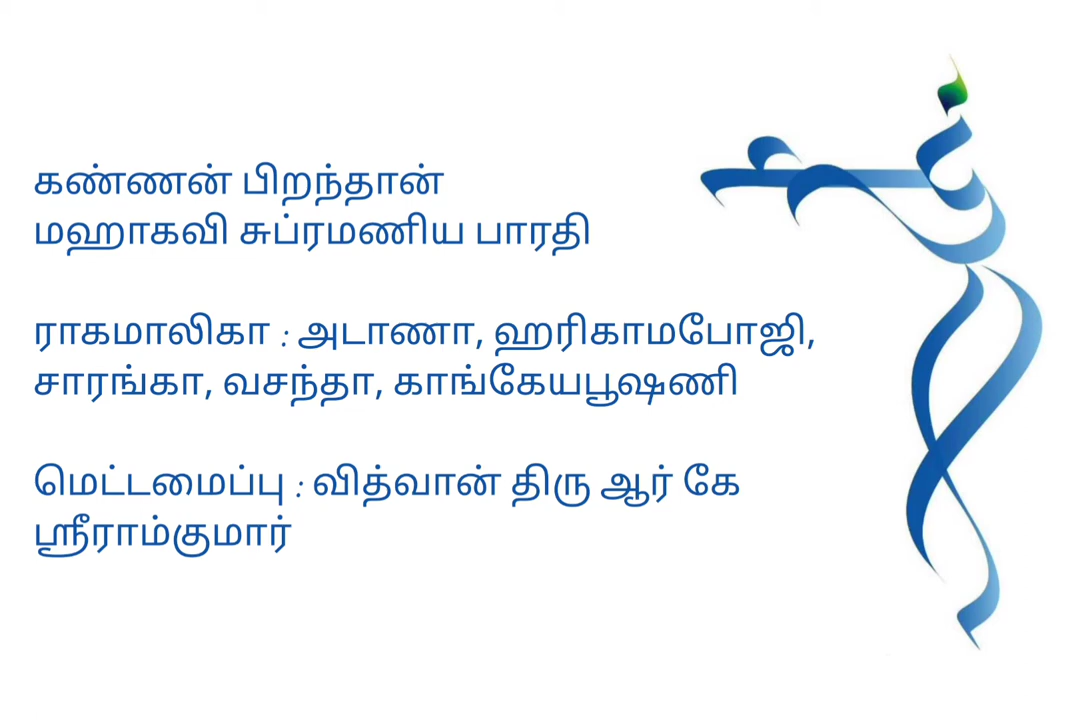 கண்ணன் பிறந்தான்
மஹாகவி சுப்ரமணிய பாரதி
ராகமாலிகா : அடாணா, ஹரிகாமபோஜி,
சாரங்கா, வசந்தா, காங்கேயபூஷணி
மெட்டமைப்பு : வித்வான் திரு ஆர் கே
ஸ்ரீராம்குமார்